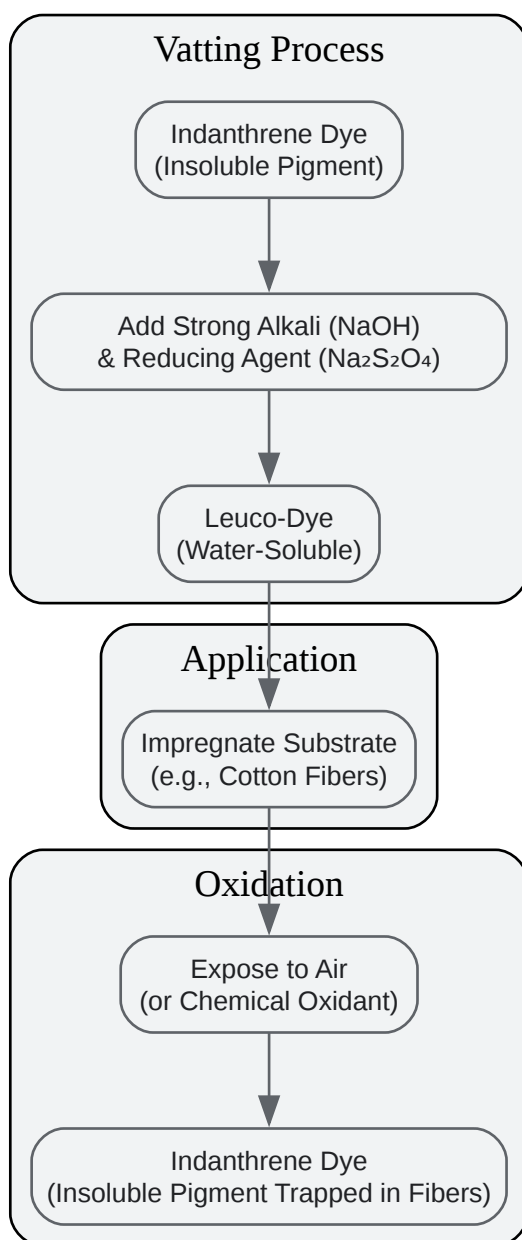 Vatting Process
Indanthrene Dye
(Insoluble Pigment)
Add Strong Alkali (NaOH)
& Reducing Agent (Na₂S₂O₄)
Leuco-Dye
(Water-Soluble)
Application
Impregnate Substrate
(e.g., Cotton Fibers)
Oxidation
Expose to Air
(or Chemical Oxidant)
Indanthrene Dye
(Insoluble Pigment Trapped in Fibers)